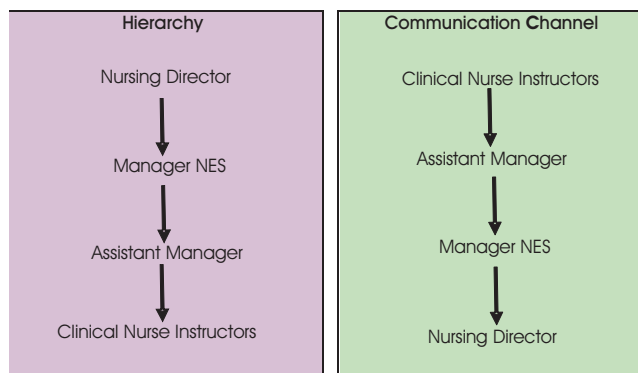 Hierarchy
Nursing Director
Manager NES
Assistant Manager
Clinical Nurse Instructors
Communication Channel
Clinical Nurse Instructors
Assistant Manager
Manager NES
Nursing Director